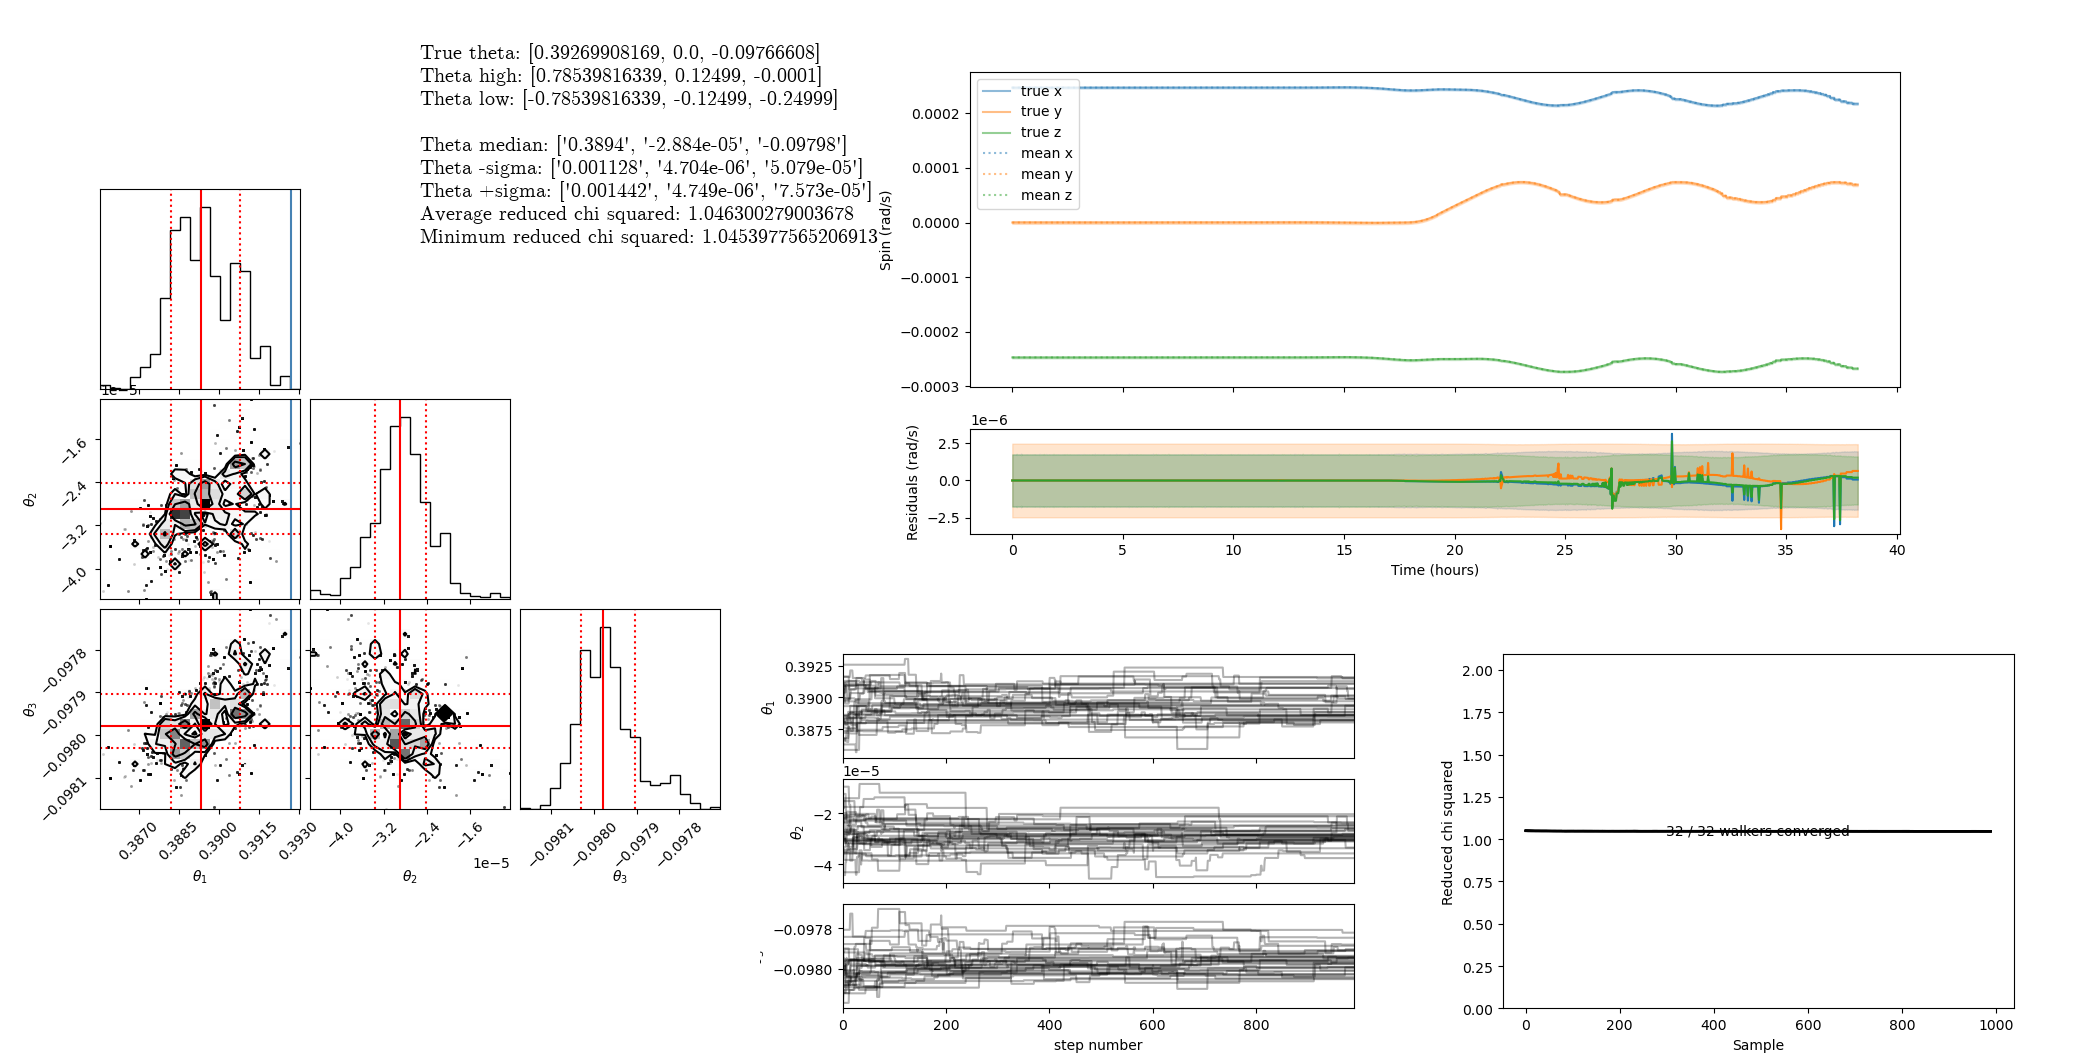 True theta: [0.39269908169, 0.0, -0.09766608]
Theta high: [0.78539816339, 0.12499, -0.0001]
Theta low: [-0.78539816339, -0.12499, -0.24999]
Theta median: ['0.3894', '-2.884e-05', '-0.09798']
Theta -sigma: ['0.001128', '4.704e-06', '5.079e-05']
Theta +sigma: ['0.001442', '4.749e-06', '7.573e-05']
Average reduced chi squared: 1.046300279003678
Minimum reduced chi squared: 1.0453977565206913
true x
true y
true z
mean x
mean y
mean z
Spin (rad/s)
0.0002
0.0001
0.0000
−0.0001
−0.0002
−0.0003
1e−6
Residuals (rad/s)
2.5
0.0
−2.5
0 5 10 15 20 25 30 35 40
Time (hours)
1e−5
θ2
−1.6
−2.4
−3.2
−4.0
θ3
−0.0978
−0.0979
−0.0980
−0.0981
0.3870 0.3885 0.3900 0.3915 0.3930
θ1
−4.0 −3.2 −2.4 −1.6
1e−5
θ2
−0.0981 −0.0980 −0.0979 −0.0978
θ3
θ1
0.3925
0.3900
0.3875
1e−5
θ2
−2
−4
−0.0978
−0.0980
0 200 400 600 800
step number
Reduced chi squared
2.00
1.75
1.50
1.25
1.00
0.75
0.50
0.25
0.00
32 / 32 walkers converged
0 200 400 600 800 1000
Sample